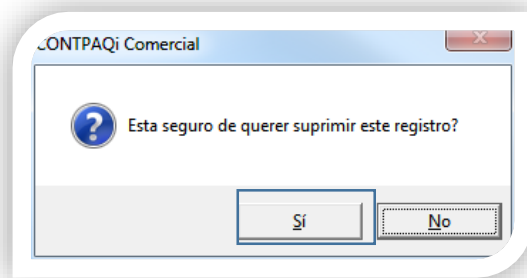 CONTPAQi Comercial
Esta seguro de querer suprimir este registro?
Sí
No